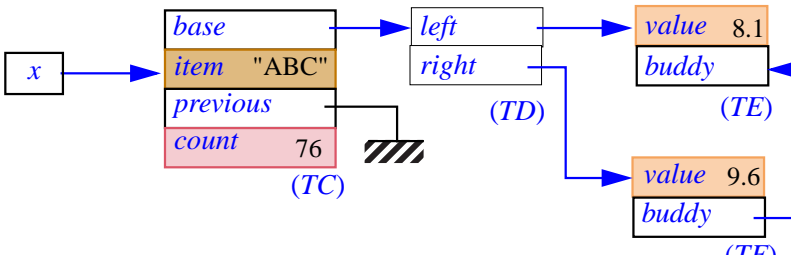 x
base
item "ABC"
previous
count 76
(TC)
left
right
(TD)
value 8.1
buddy
(TE)
value 9.6
buddy